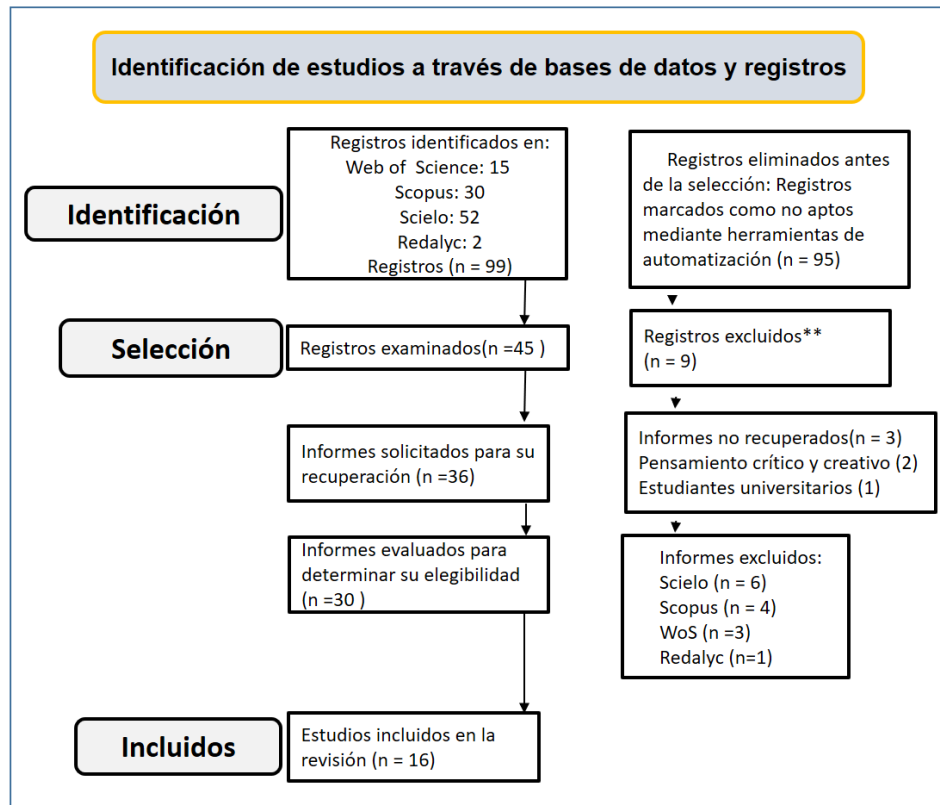 Identificación de estudios a través de bases de datos y registros
Identificación
Registros identificados en:
Web of Science: 15
Scopus: 30
Scielo: 52
Redalyc: 2
Registros (n = 99)
Registros eliminados antes
de la selección: Registros
marcados como no aptos
mediante herramientas de
automatización (n = 95)
Selección
Registros examinados(n =45 )
Registros excluidos**
(n = 9)
Informes solicitados para su
recuperación (n =36)
Informes no recuperados(n = 3)
Pensamiento crítico y creativo (2)
Estudiantes universitarios (1)
Informes evaluados para
determinar su elegibilidad
(n =30 )
Informes excluidos:
Scielo (n = 6)
Scopus (n = 4)
WoS (n =3)
Redalyc (n=1)
Incluidos
Estudios incluidos en la
revisión (n = 16)